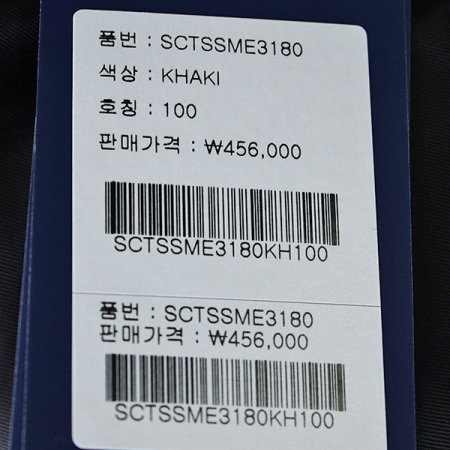 품번 : SCTSSME3180
색상 : KHAKI
호칭 : 100
판매가격 : ₩456,000
SCTSSME3180KH100
품번 : SCTSSME3180
판매가격 : ₩456,000
SCTSSME3180KH100